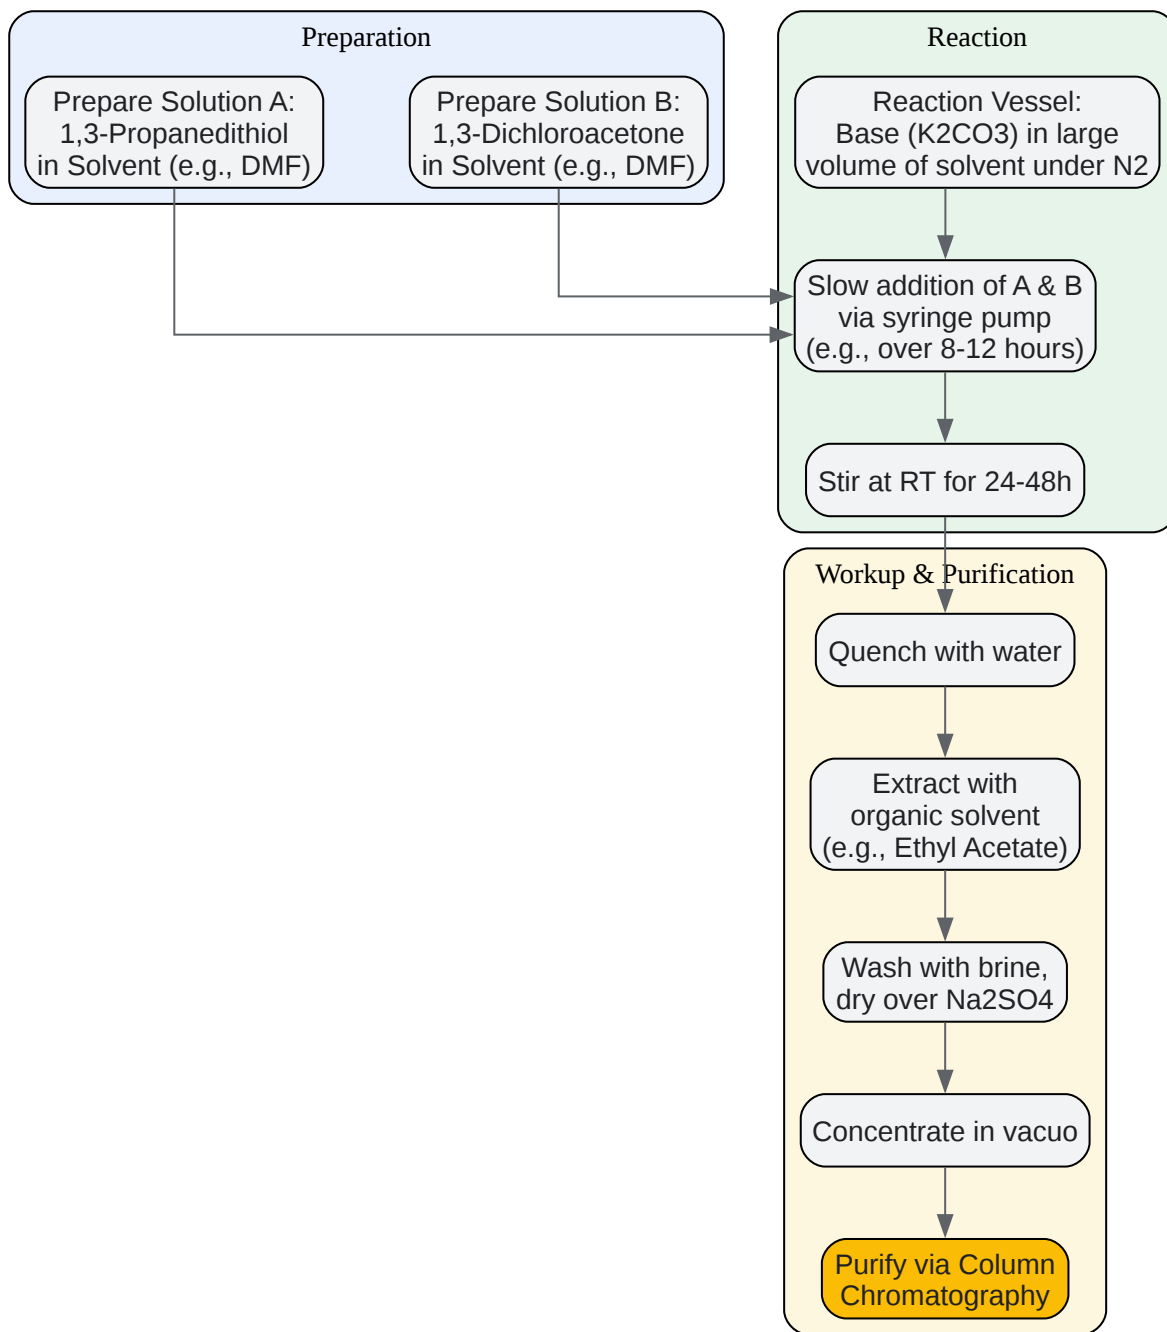 Preparation
Prepare Solution A:
1,3-Propanedithiol
in Solvent (e.g., DMF)
Prepare Solution B:
1,3-Dichloroacetone
in Solvent (e.g., DMF)
Reaction
Reaction Vessel:
Base (K2CO3) in large
volume of solvent under N2
Slow addition of A & B
via syringe pump
(e.g., over 8-12 hours)
Stir at RT for 24-48h
Workup & Purification
Quench with water
Extract with
organic solvent
(e.g., Ethyl Acetate)
Wash with brine,
dry over Na2SO4
Concentrate in vacuo
Purify via Column
Chromatography